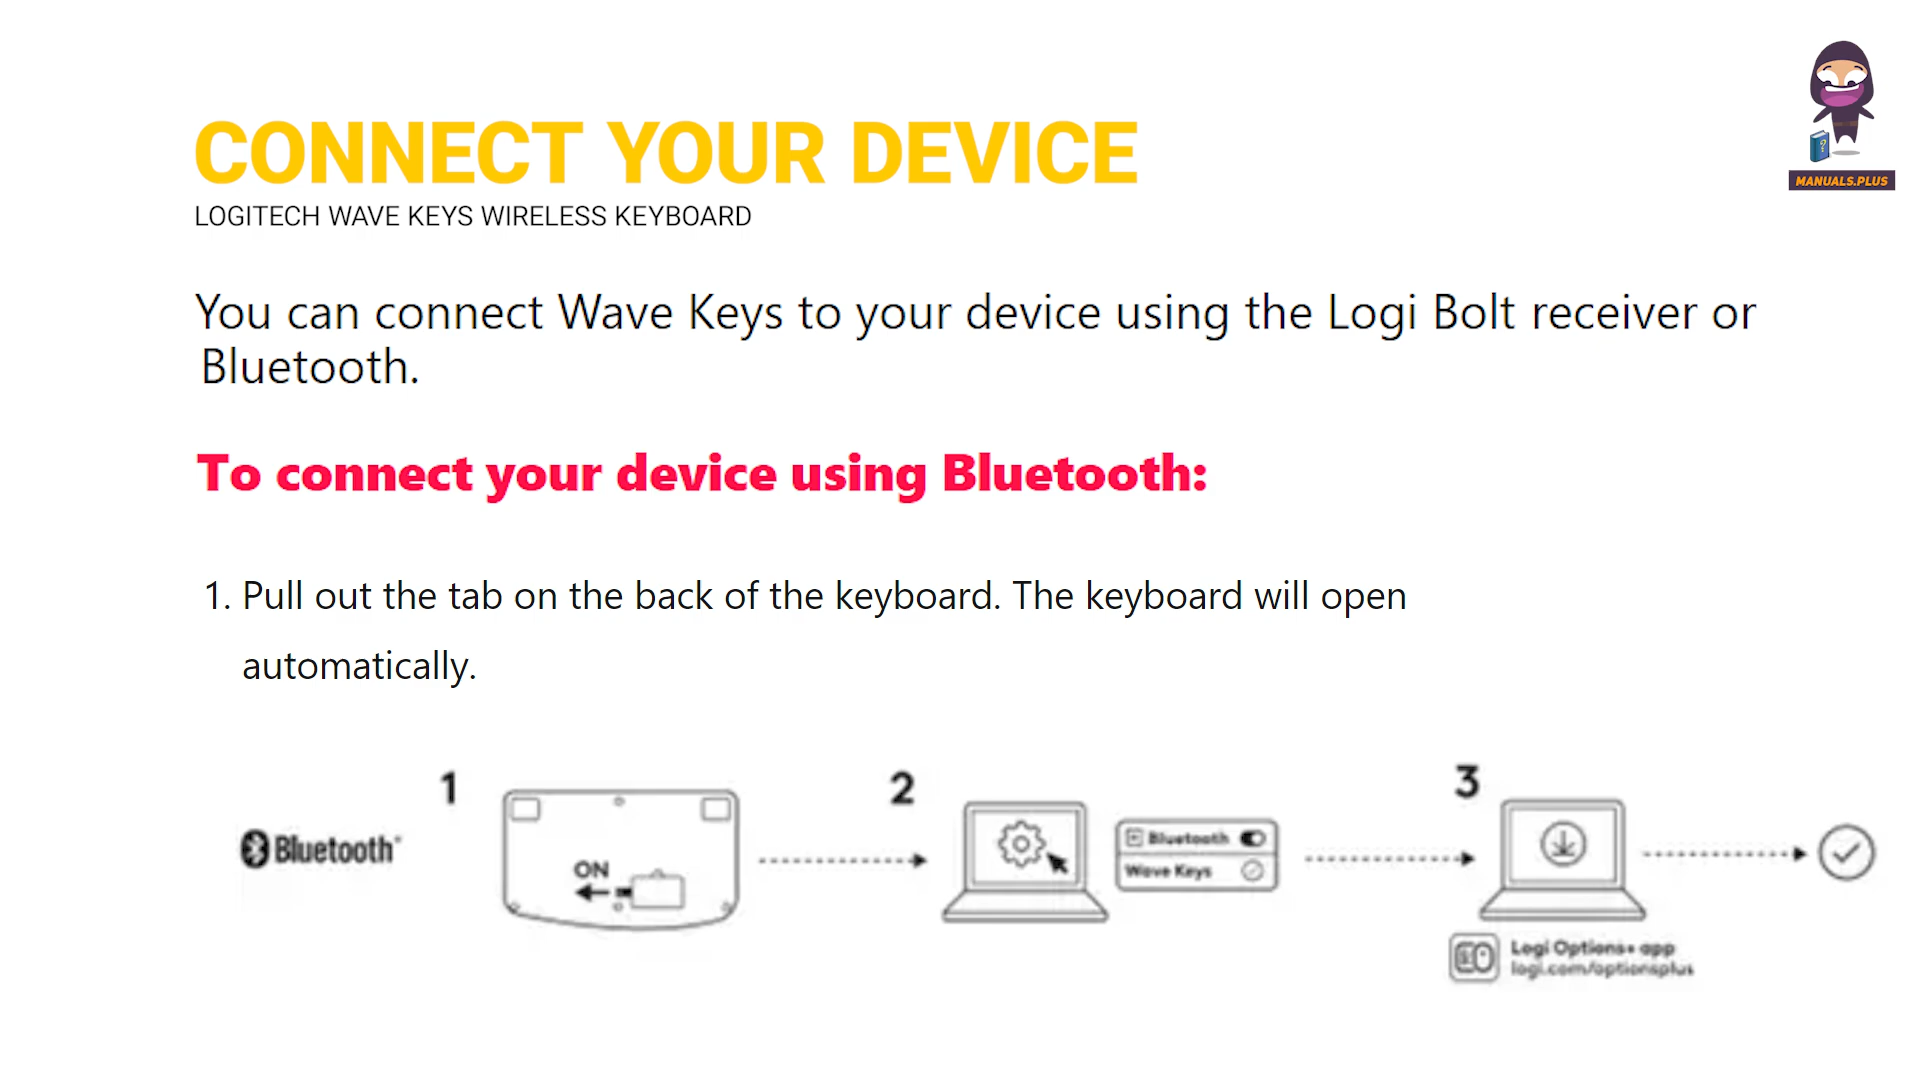 MANUALS.PLUS
CONNECT YOUR DEVICE
LOGITECH WAVE KEYS WIRELESS KEYBOARD
You can connect Wave Keys to your device using the Logi Bolt receiver or
Bluetooth.
To connect your device using Bluetooth:
1. Pull out the tab on the back of the keyboard. The keyboard will open
automatically.
Bluetooth
1
ON
2
Bluetooth
Wave Keys
3
Logi Options+ app
logi.com/optionsplus